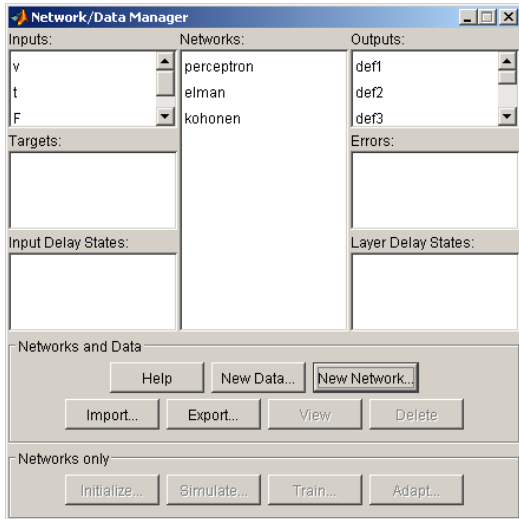 Network/Data Manager
Inputs:
v
t
F
Networks:
perceptron
elman
kohonen
Outputs:
def1
def2
def3
Targets:
Errors:
Input Delay States:
Layer Delay States:
Networks and Data
Help
New Data...
New Network...
Import...
Export...
View
Delete
Networks only
Initialize...
Simulate...
Train...
Adapt...